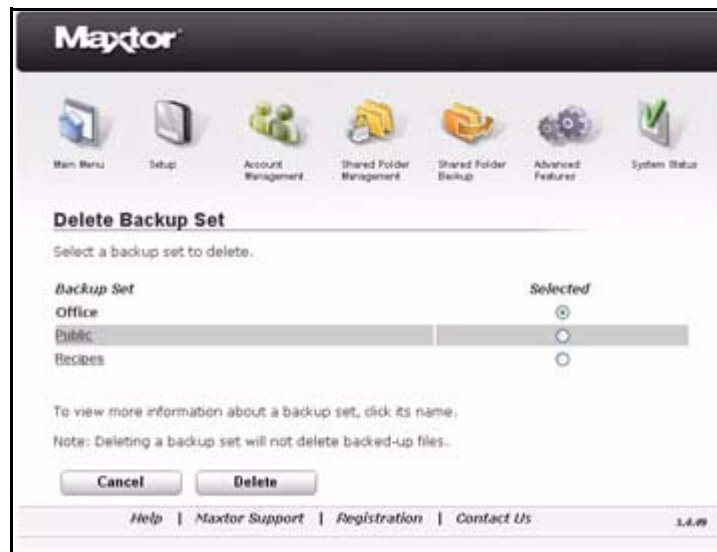 Maxtor
Main Menu
Setup
Account Management
Shared Folder Management
Shared Folder Backup
Advanced Features
System Status
Delete Backup Set
Select a backup set to delete.
Backup Set Selected
Office
Public
Recipes
To view more information about a backup set, click its name.
Note: Deleting a backup set will not delete backed-up files.
Cancel Delete
Help | Maxtor Support | Registration | Contact Us